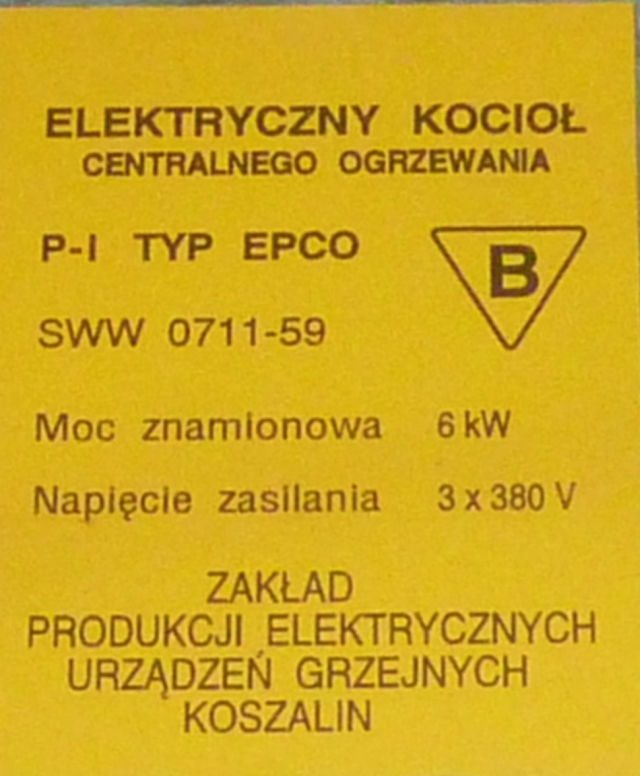 ELEKTRYCZNY KOCIOŁ
CENTRALNEGO OGRZEWANIA
P-I TYP EPCO
B
SWW 0711-59
Moc znamionowa 6 kW
Napięcie zasilania 3 x 380 V
ZAKŁAD
PRODUKCJI ELEKTRYCZNYCH
URZĄDZEŃ GRZEJNYCH
KOSZALIN